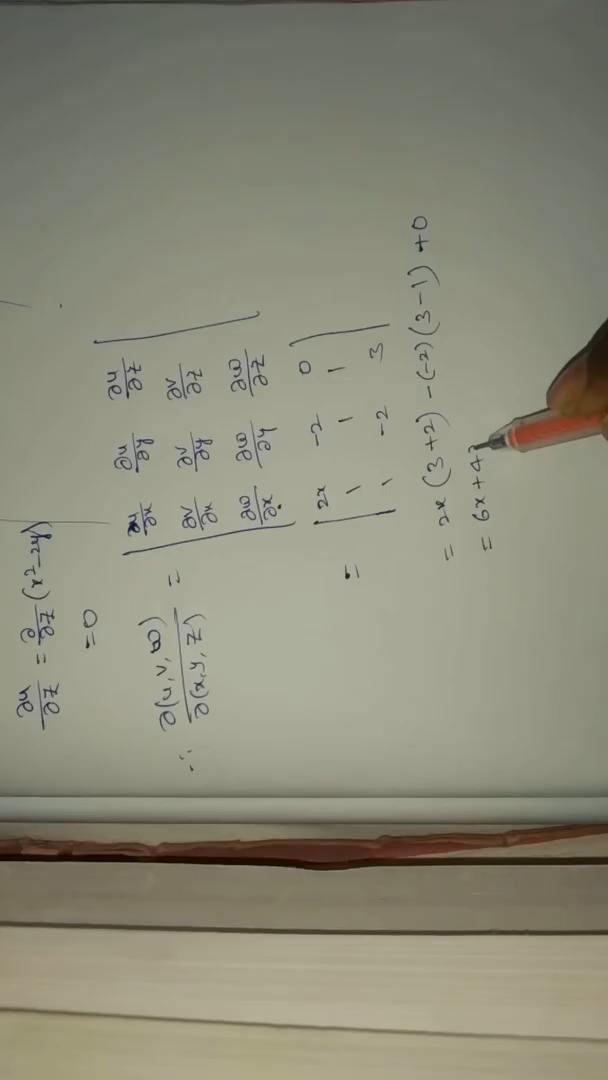 ∂u/∂z = ∂/∂z (x²-2y)
= 0
∴ ∂(u, v, w)/∂(x, y, z) = | ∂u/∂x ∂u/∂y ∂u/∂z |
| ∂v/∂x ∂v/∂y ∂v/∂z |
| ∂w/∂x ∂w/∂y ∂w/∂z |
= | 2x -2 0 |
| 1 1 1 |
| 1 -2 3 |
= 2x (3+2) - (-2) (3-1) + 0
= 6x + 4